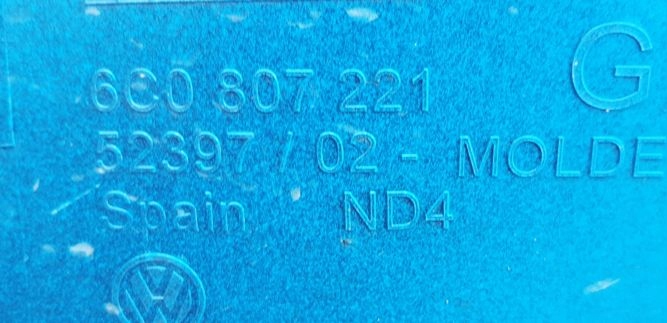 G
6C0 807 221
52397 / 02 - MOLDE
Spain ND4